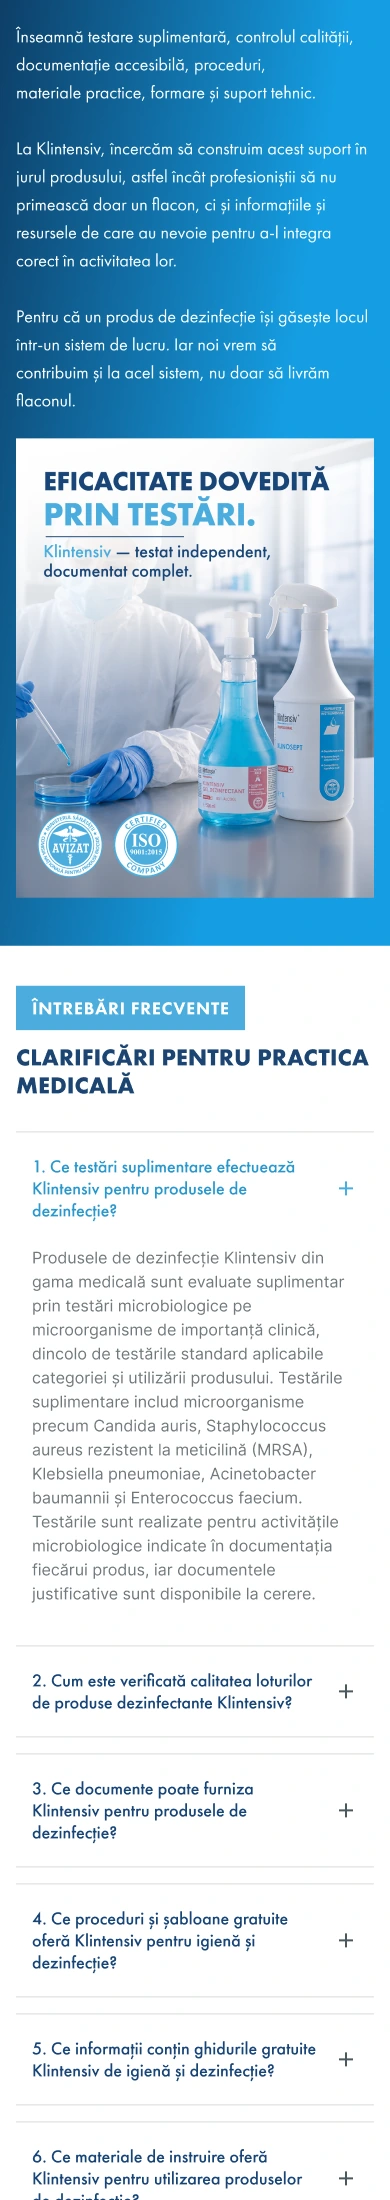 Înseamnă testare suplimentară, controlul calității,
documentație accesibilă, proceduri,
materiale practice, formare și suport tehnic.
La Klintensiv, încercăm să construim acest suport în
jurul produsului, astfel încât profesioniștii să nu
primească doar un flacon, ci și informațiile și
resursele de care au nevoie pentru a-l integra
corect în activitatea lor.
Pentru că un produs de dezinfecție își găsește locul
într-un sistem de lucru. Iar noi vrem să
contribuim și la acel sistem, nu doar să livrăm
flaconul.
EFICACITATE DOVEDITĂ
PRIN TESTĂRI.
Klintensiv — testat independent,
documentat complet.
Klintensiv
MINISTERUL SĂNĂTĂȚII
AVIZAT
CERTIFIED
ISO
9001:2015
COMPANY
ÎNTREBĂRI FRECVENTE
CLARIFICĂRI PENTRU PRACTICA
MEDICALĂ
1. Ce testări suplimentare efectuează
Klintensiv pentru produsele de
dezinfecție?
Produsele de dezinfecție Klintensiv din
gama medicală sunt evaluate suplimentar
prin testări microbiologice pe
microorganisme de importanță clinică,
dincolo de testările standard aplicabile
categoriei și utilizării produsului. Testările
suplimentare includ microorganisme
precum Candida auris, Staphylococcus
aureus rezistent la meticilină (MRSA),
Klebsiella pneumoniae, Acinetobacter
baumannii și Enterococcus faecium.
Testările sunt realizate pentru activitățile
microbiologice indicate în documentația
fiecărui produs, iar documentele
justificative sunt disponibile la cerere.
2. Cum este verificată calitatea loturilor
de produse dezinfectante Klintensiv?
3. Ce documente poate furniza
Klintensiv pentru produsele de
dezinfecție?
4. Ce proceduri și șabloane gratuite
oferă Klintensiv pentru igienă și
dezinfecție?
5. Ce informații conțin ghidurile gratuite
Klintensiv de igienă și dezinfecție?
6. Ce materiale de instruire oferă
Klintensiv pentru utilizarea produselor
de dezinfecție?